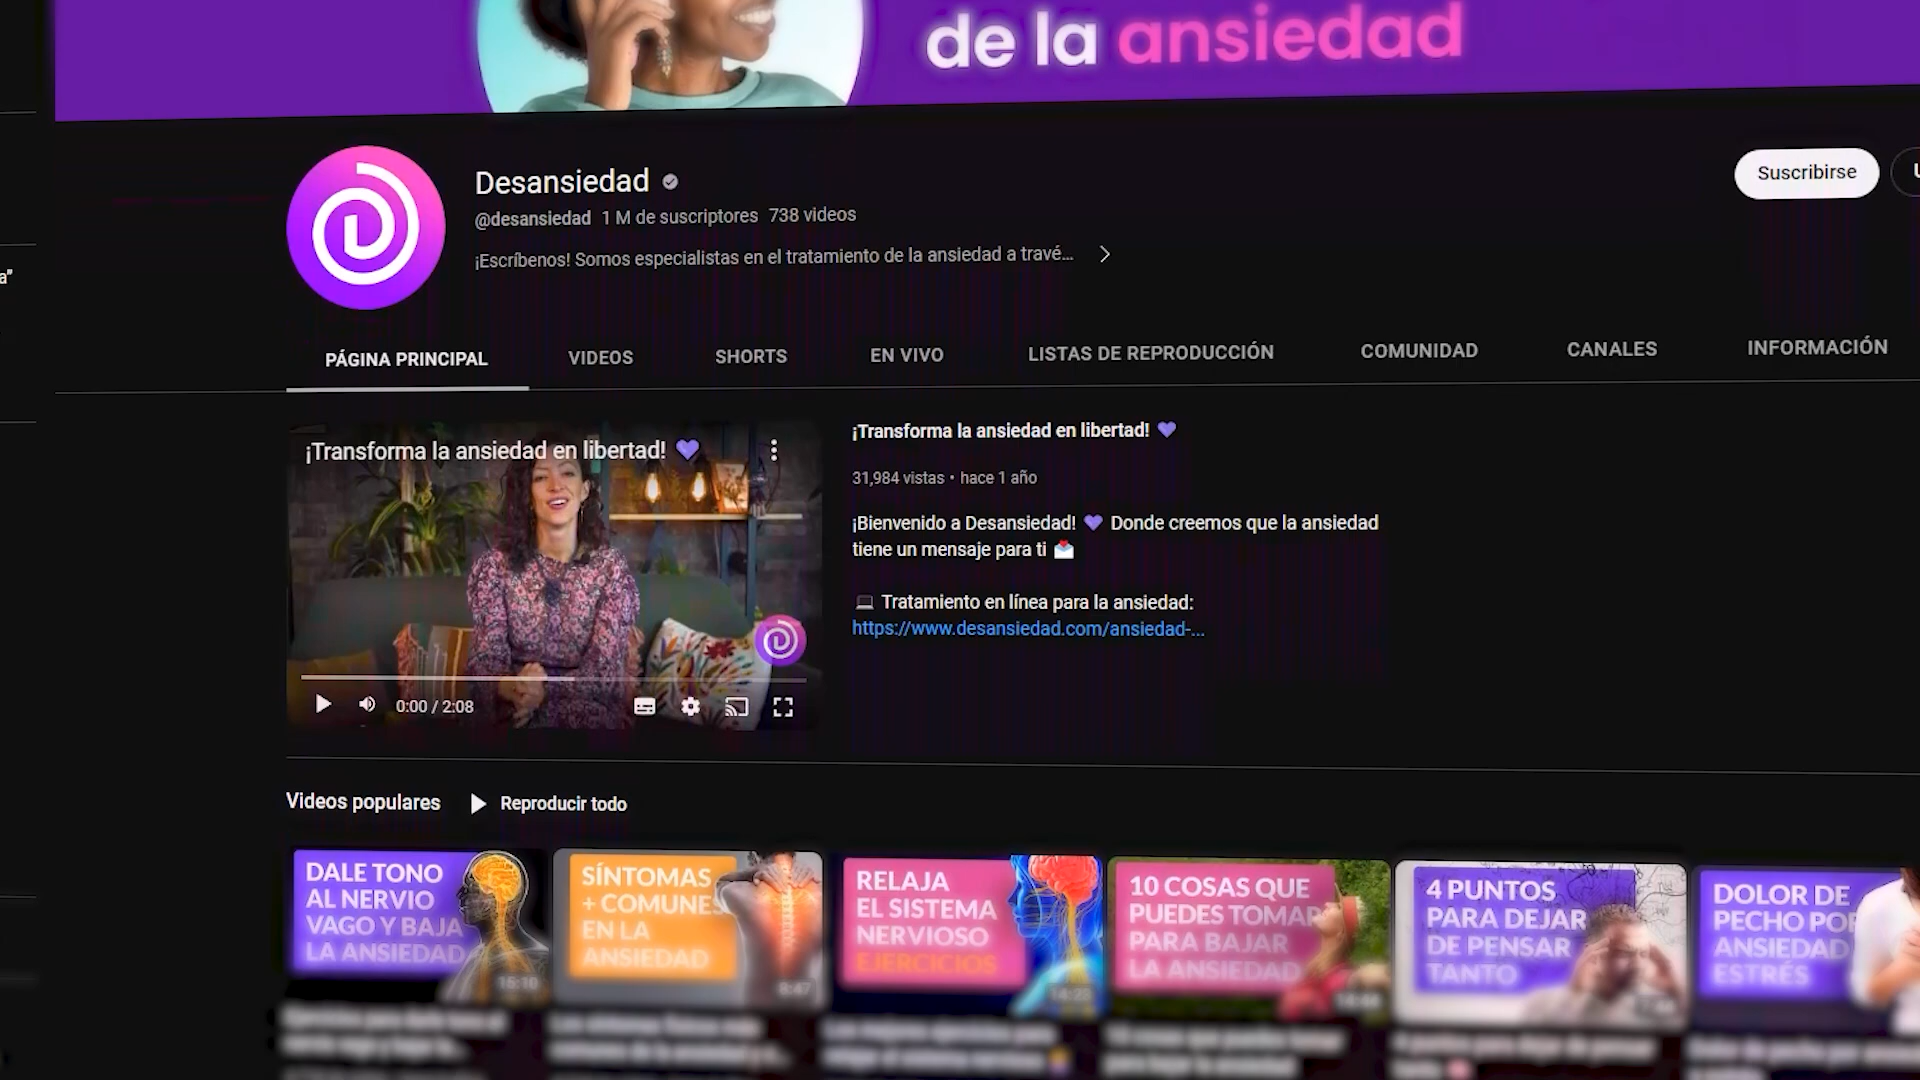 de la ansiedad
Desansiedad
@desansiedad 1 M de suscriptores 738 videos
¡Escríbenos! Somos especialistas en el tratamiento de la ansiedad a travé...
Suscribirse
a"
PÁGINA PRINCIPAL
VIDEOS
SHORTS
EN VIVO
LISTAS DE REPRODUCCIÓN
COMUNIDAD
CANALES
INFORMACIÓN
¡Transforma la ansiedad en libertad! 💜
0:00 / 2:08
¡Transforma la ansiedad en libertad! 💜
31,984 vistas • hace 1 año
¡Bienvenido a Desansiedad! 💜 Donde creemos que la ansiedad
tiene un mensaje para ti 💌
💻 Tratamiento en línea para la ansiedad:
https://www.desansiedad.com/ansiedad-...
Videos populares
Reproducir todo
DALE TONO
AL NERVIO
VAGO Y BAJA
LA ANSIEDAD
15:10
SÍNTOMAS
+ COMUNES
EN LA
ANSIEDAD
8:47
RELAJA
EL SISTEMA
NERVIOSO
EJERCICIOS
14:23
10 COSAS QUE
PUEDES TOMAR
PARA BAJAR
LA ANSIEDAD
4 PUNTOS
PARA DEJAR
DE PENSAR
TANTO
DOLOR DE
PECHO POR
ANSIEDAD
ESTRÉS